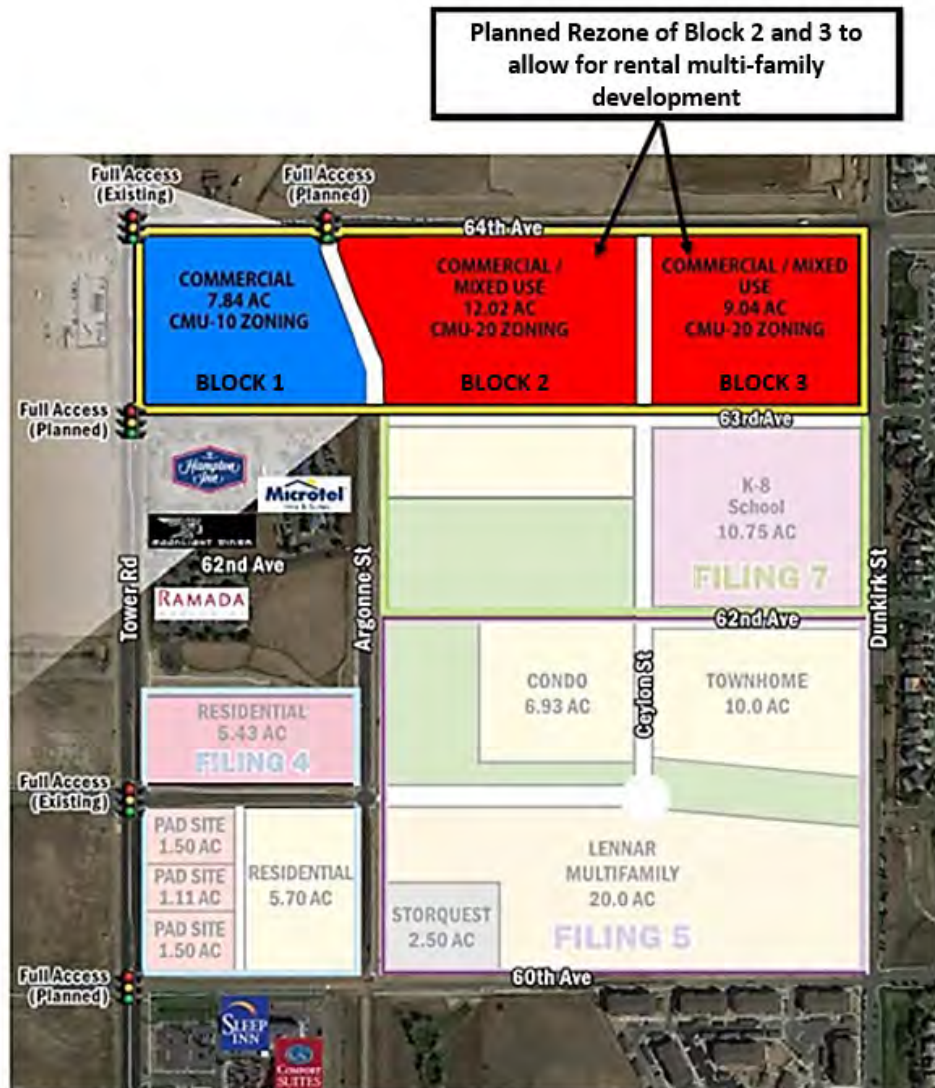 Planned Rezone of Block 2 and 3 to
allow for rental multi-family
development
Full Access
(Existing)
Full Access
(Planned)
64th Ave
COMMERCIAL
7.84 AC
CMU-10 ZONING
BLOCK 1
COMMERCIAL /
MIXED USE
12.02 AC
CMU-20 ZONING
BLOCK 2
COMMERCIAL / MIXED
USE
9.04 AC
CMU-20 ZONING
BLOCK 3
Full Access
(Planned)
63rd Ave
Hampton
Inn
Microtel
Inn & Suites
MOONLIGHT DINER
62nd Ave
RAMADA
Tower Rd
Argonne St
K-8
School
10.75 AC
FILING 7
Dunkirk St
62nd Ave
CONDO
6.93 AC
Ceylon St
TOWNHOME
10.0 AC
RESIDENTIAL
5.43 AC
FILING 4
Full Access
(Existing)
PAD SITE
1.50 AC
PAD SITE
1.11 AC
PAD SITE
1.50 AC
RESIDENTIAL
5.70 AC
LENNAR
MULTIFAMILY
20.0 AC
STORQUEST
2.50 AC
FILING 5
Full Access
(Planned)
60th Ave
SLEEP
INN
COMFORT
SUITES